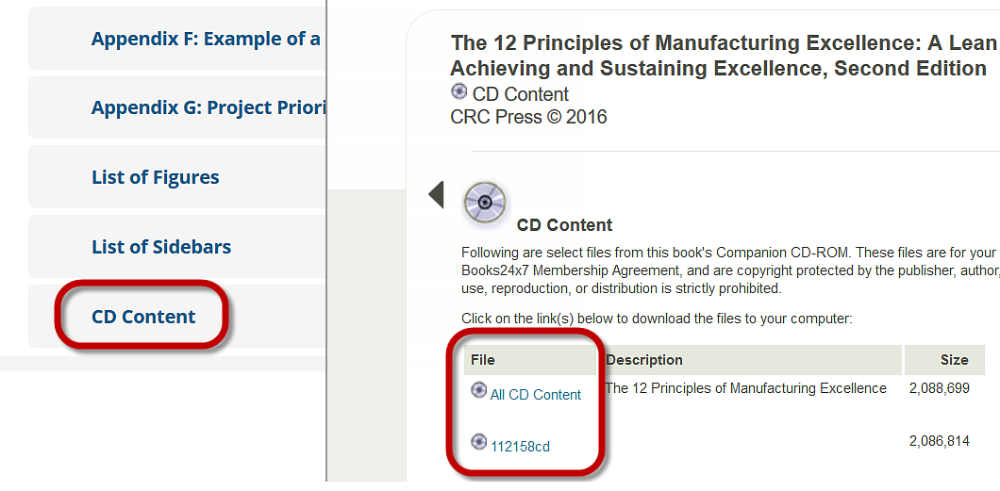 Appendix F: Example of a
Appendix G: Project Priori
List of Figures
List of Sidebars
CD Content
The 12 Principles of Manufacturing Excellence: A Lean
Achieving and Sustaining Excellence, Second Edition
CD Content
CRC Press © 2016
CD Content
Following are select files from this book's Companion CD-ROM. These files are for your
Books24x7 Membership Agreement, and are copyright protected by the publisher, author,
use, reproduction, or distribution is strictly prohibited.
Click on the link(s) below to download the files to your computer:
File Description Size
All CD Content The 12 Principles of Manufacturing Excellence 2,088,699
112158cd 2,086,814